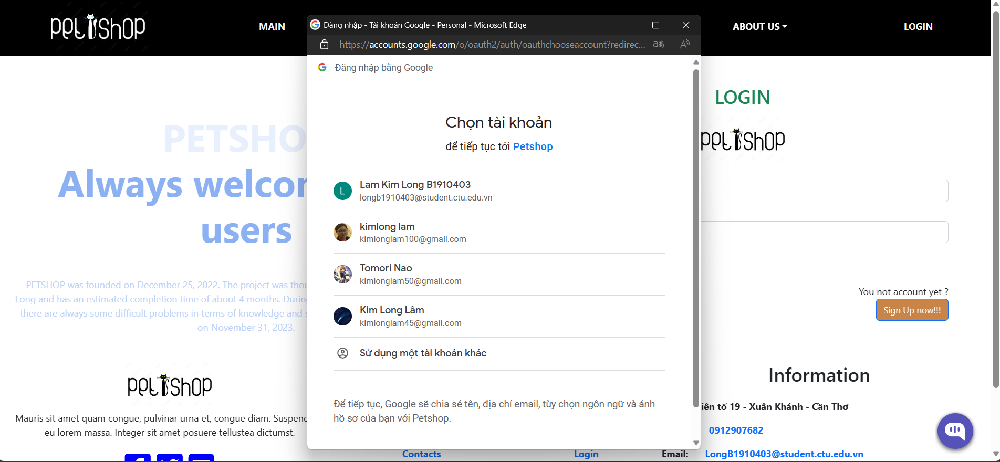 petshop
MAIN
ABOUT US
LOGIN
Đăng nhập - Tài khoản Google - Personal - Microsoft Edge
https://accounts.google.com/o/oauth2/auth/oauthchooseaccount?redirec...
Đăng nhập bằng Google
Chọn tài khoản
để tiếp tục tới Petshop
L
Lam Kim Long B1910403
longb1910403@student.ctu.edu.vn
kimlong lam
kimlonglam100@gmail.com
Tomori Nao
kimlonglam50@gmail.com
Kim Long Lâm
kimlonglam45@gmail.com
Sử dụng một tài khoản khác
Để tiếp tục, Google sẽ chia sẻ tên, địa chỉ email, tùy chọn ngôn ngữ và ảnh
hồ sơ của bạn với Petshop.
PETSHO
Always welcom
users
PETSHOP was founded on December 25, 2022. The project was thou
Long and has an estimated completion time of about 4 months. During
there are always some difficult problems in terms of knowledge and s
on November 31, 2023.
petshop
Mauris sit amet quam congue, pulvinar urna et, congue diam. Suspend
eu lorem massa. Integer sit amet posuere tellustea dictumst.
LOGIN
petshop
You not account yet ?
Sign Up now!!!
Information
iên tổ 19 - Xuân Khánh - Cần Thơ
0912907682
Contacts
Login
Email: LongB1910403@student.ctu.edu.vn